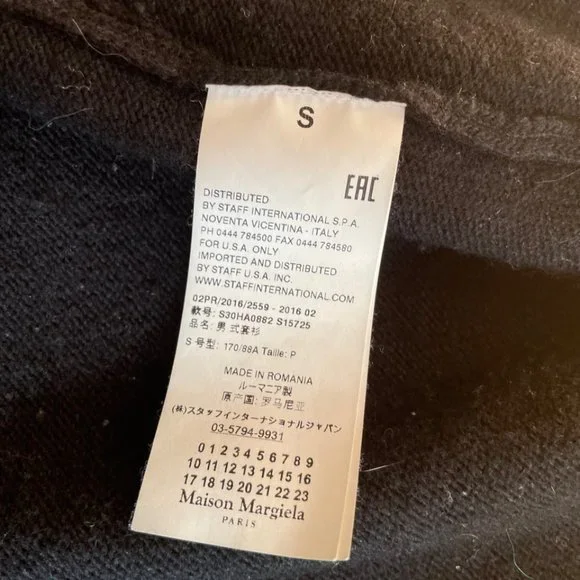 S
EAC
DISTRIBUTED
BY STAFF INTERNATIONAL S.P.A.
NOVENTA VICENTINA - ITALY
PH 0444 784500 FAX 0444 784580
FOR U.S.A. ONLY
IMPORTED AND DISTRIBUTED
BY STAFF U.S.A. INC.
WWW.STAFFINTERNATIONAL.COM
02PR/2016/2559 - 2016 02
款号: S30HA0882 S15725
品名: 男式套衫
S 号型: 170/88A Taille: P
MADE IN ROMANIA
ルーマニア製
原产国: 罗马尼亚
(株)スタッフインターナショナルジャパン
03-5794-9931
0 1 2 3 4 5 6 7 8 9
10 11 12 13 14 15 16
17 18 19 20 21 22 23
Maison Margiela
PARIS